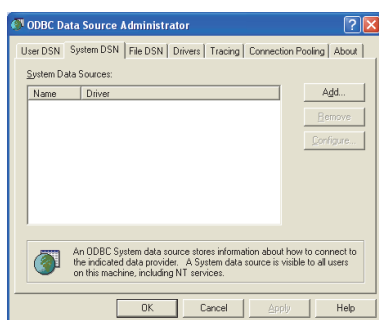 ODBC Data Source Administrator
User DSN System DSN File DSN Drivers Tracing Connection Pooling About
System Data Sources:
Name Driver
Add...
Remove
Configure...
An ODBC System data source stores information about how to connect to
the indicated data provider. A System data source is visible to all users
on this machine, including NT services.
OK Cancel Apply Help